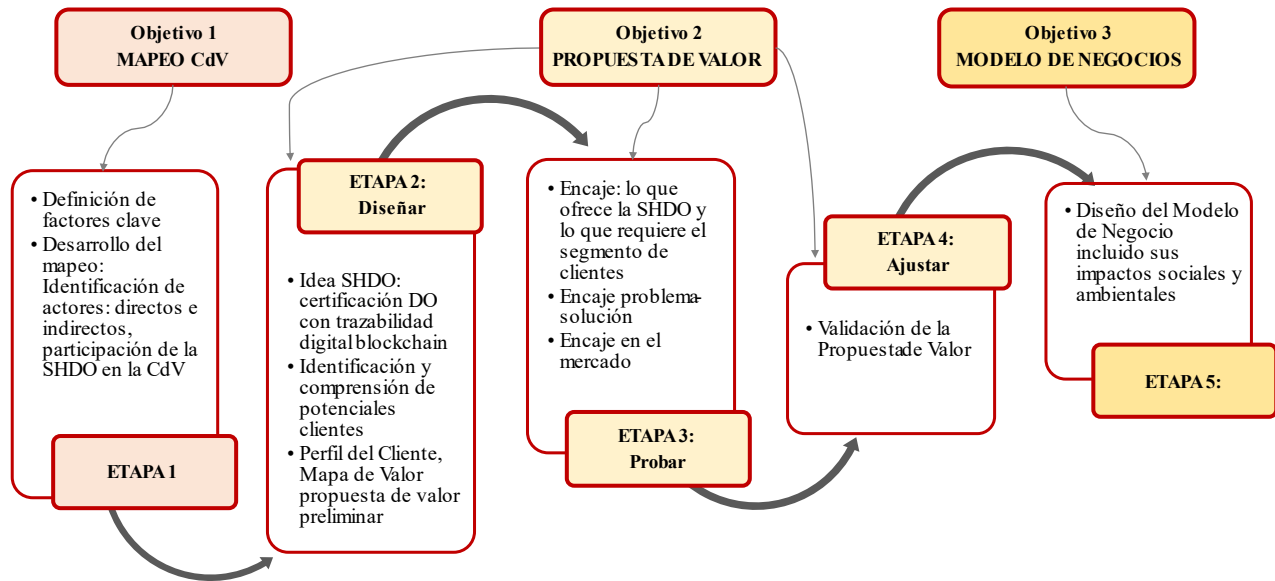 Objetivo 1
MAPEO CdV
Objetivo 2
PROPUESTA DE VALOR
Objetivo 3
MODELO DE NEGOCIOS
• Definición de
factores clave
• Desarrollo del
mapeo:
Identificación de
actores: directos e
indirectos,
participación de la
SHDO en la CdV
ETAPA 1
ETAPA 2:
Diseñar
• Idea SHDO:
certificación DO
con trazabilidad
digital blockchain
• Identificación y
comprensión de
potenciales
clientes
• Perfil del Cliente,
Mapa de Valor
propuesta de valor
preliminar
• Encaje: lo que
ofrece la SHDO y
lo que requiere el
segmento de
clientes
• Encaje problema-
solución
• Encaje en el
mercado
ETAPA 3:
Probar
ETAPA 4:
Ajustar
• Validación de la
Propuesta de Valor
• Diseño del Modelo
de Negocio
incluido sus
impactos sociales y
ambientales
ETAPA 5: